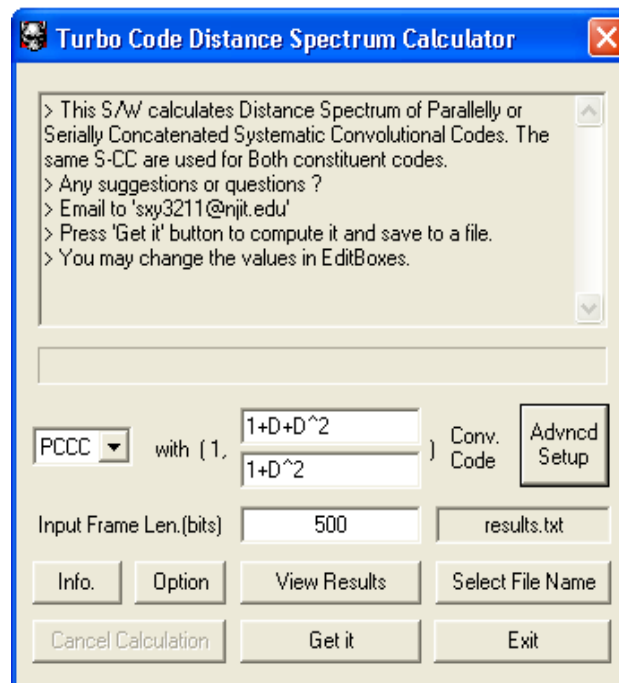 Turbo Code Distance Spectrum Calculator
> This S/W calculates Distance Spectrum of Parallelly or
Serially Concatenated Systematic Convolutional Codes. The
same S-CC are used for Both constituent codes.
> Any suggestions or questions ?
> Email to 'sxy3211@njit.edu'
> Press 'Get it' button to compute it and save to a file.
> You may change the values in EditBoxes.
PCCC with ( 1, 1+D+D^2 ) Conv. Code
1+D^2
Advncd Setup
Input Frame Len.(bits) 500 results.txt
Info. Option View Results Select File Name
Cancel Calculation Get it Exit